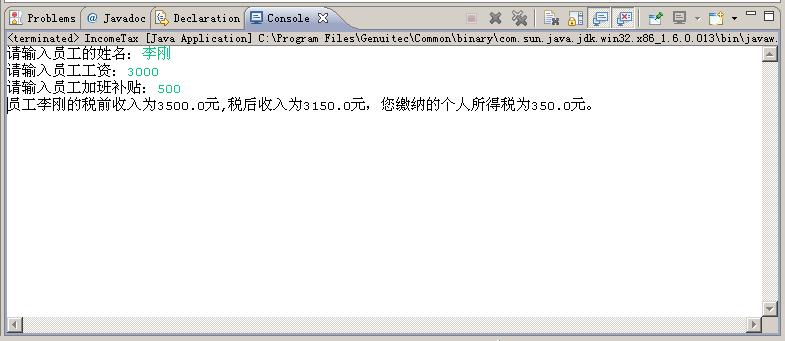 Problems @ Javadoc Declaration Console
<terminated> IncomeTax [Java Application] C:\Program Files\Genuitec\Common\binary\com.sun.java.jdk.win32.x86_1.6.0.013\bin\javaw.
请输入员工的姓名：李刚
请输入员工工资：3000
请输入员工加班补贴：500
员工李刚的税前收入为3500.0元,税后收入为3150.0元，您缴纳的个人所得税为350.0元。